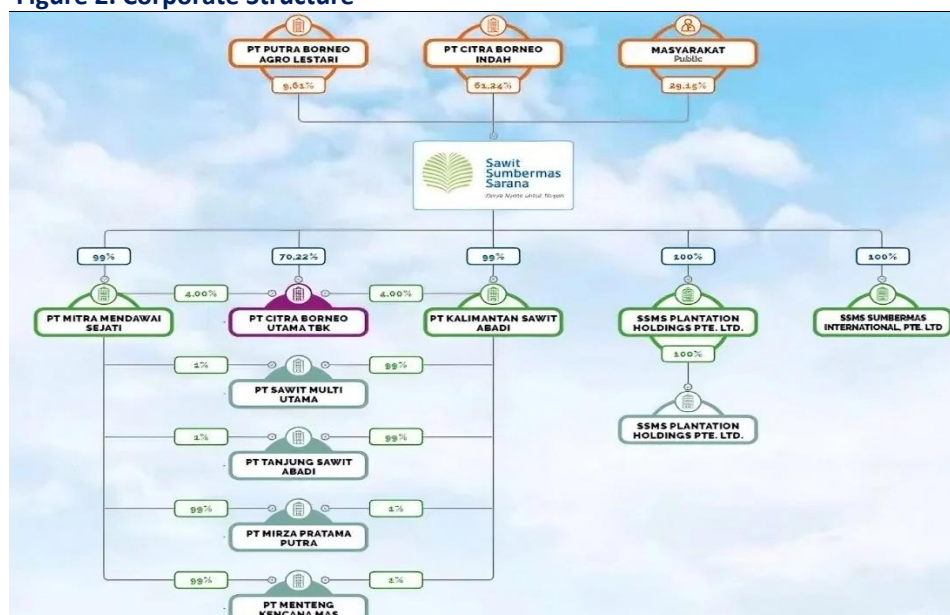 Figure 2. Corporate Structure
PT PUTRA BORNEO
AGRO LESTARI
9,61%
PT CITRA BORNEO
INDAH
61,24%
MASYARAKAT
Public
29,15%
Sawit
Sumbermas
Sarana
99%
70,22%
99%
100%
100%
PT MITRA MENDAWAI
SEJATI
4,00%
PT CITRA BORNEO
UTAMA TBK
4,00%
PT KALIMANTAN SAWIT
ABADI
SSMS PLANTATION
HOLDINGS PTE. LTD.
SSMS SUMBERMAS
INTERNATIONAL PTE. LTD
100%
1%
PT SAWIT MULTI
UTAMA
99%
SSMS PLANTATION
HOLDINGS PTE. LTD.
1%
PT TANJUNG SAWIT
ABADI
99%
99%
PT MIRZA PRATAMA
PUTRA
1%
99%
PT MENTENG
KENCANA MAS
1%